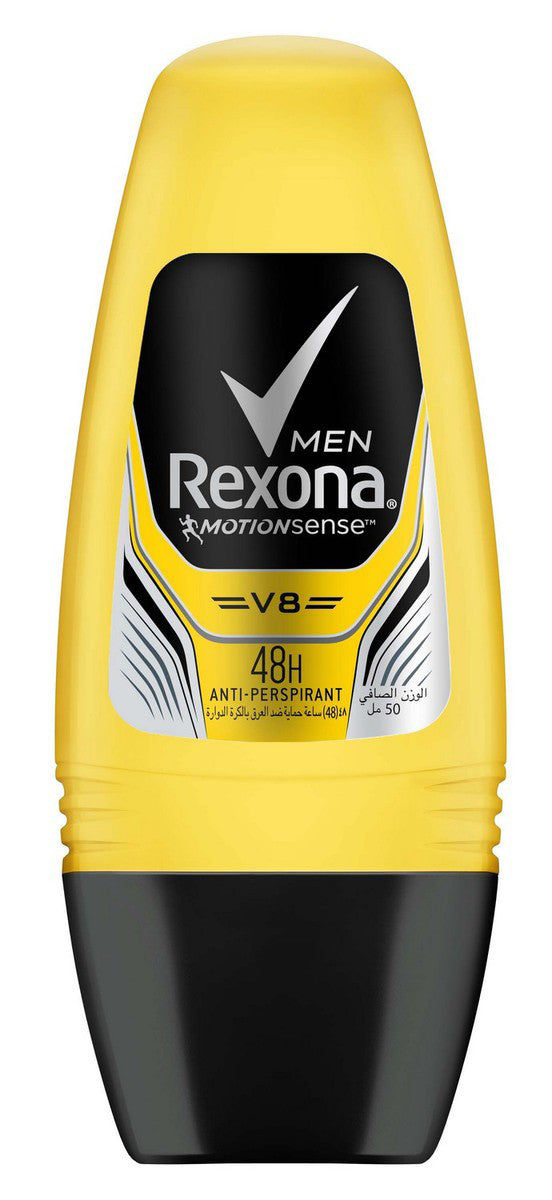 MEN
Rexona®
MOTIONsense™
V8
48H
ANTI-PERSPIRANT
٤٨(48) ساعة حماية ضد العرق بالكرة الدوارة
الوزن الصافي
50 مل